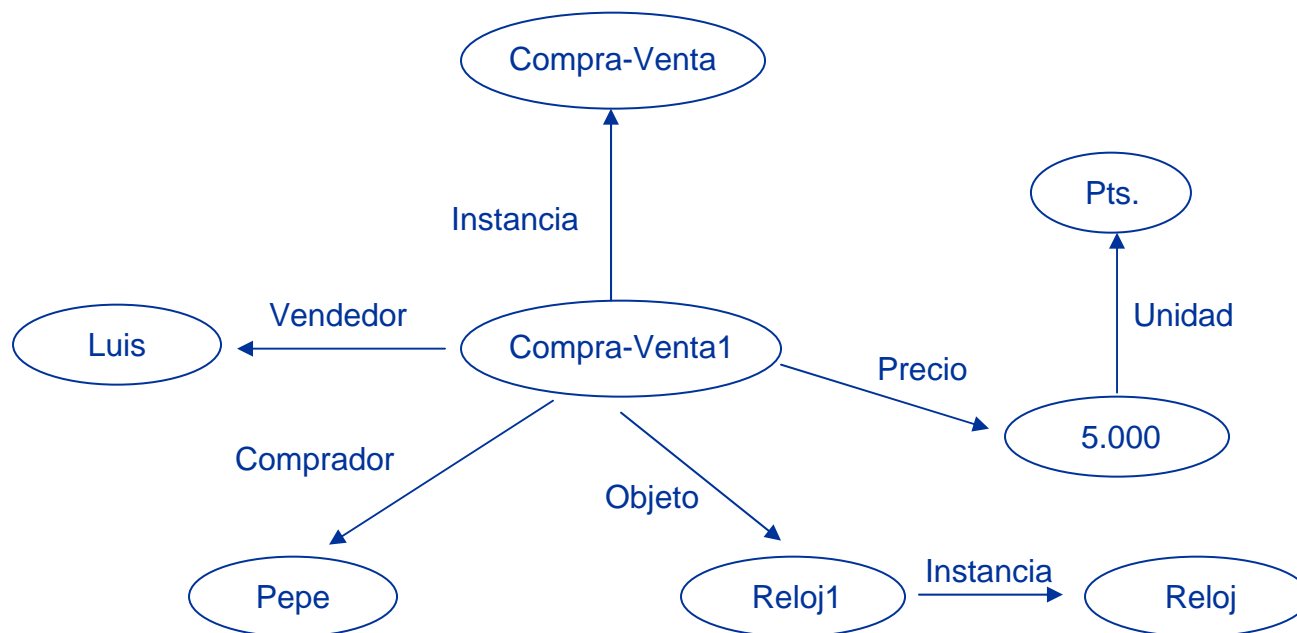 Compra-Venta
Pts.
Instancia
Vendedor
Unidad
Luis
Compra-Venta1
Precio
5.000
Comprador
Objeto
Instancia
Pepe
Reloj1
Reloj